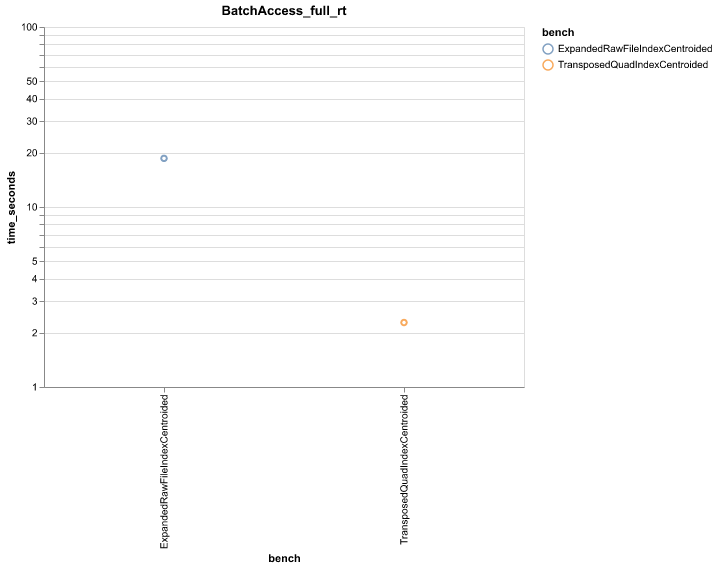 BatchAccess_full_rt
bench
ExpandedRawFileIndexCentroided
TransposedQuadIndexCentroided
time_seconds
100
50
40
30
20
10
5
4
3
2
1
ExpandedRawFileIndexCentroided
TransposedQuadIndexCentroided
bench